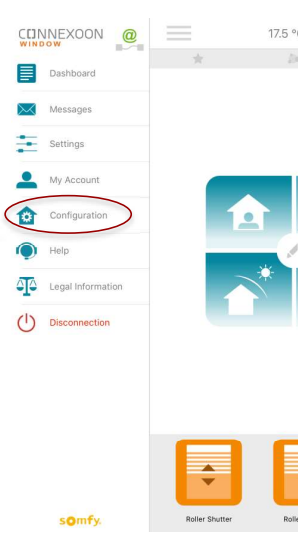 CONNEXOON @
WINDOW
17.5 °
Dashboard
Messages
Settings
My Account
Configuration
Help
Legal Information
Disconnection
Roller Shutter
Rolle
somfy.